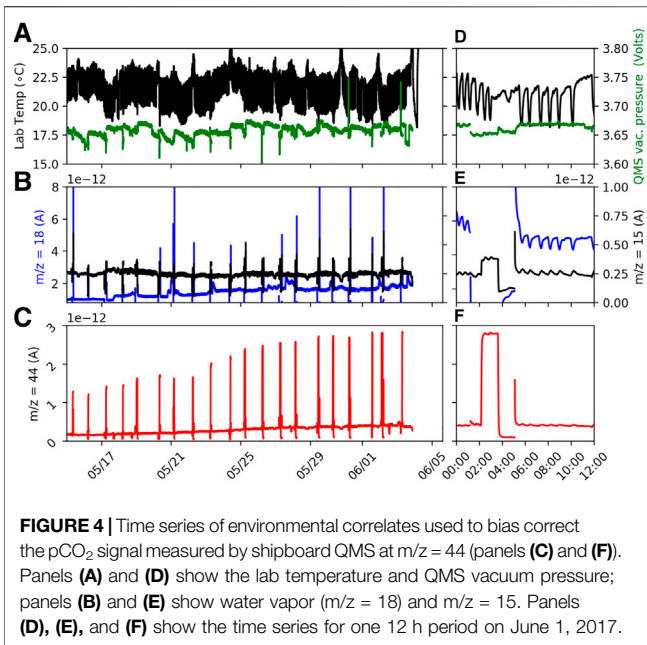 A
D
25.0
22.5
20.0
17.5
15.0
Lab Temp (∘C)
3.80
3.75
3.70
3.65
3.60
QMS vac. pressure (Volts)
B
1e−12
8
6
4
2
m/z = 18 (A)
E
1e−12
1.00
0.75
0.50
0.25
0.00
m/z = 15 (A)
C
1e−12
3
2
1
0
m/z = 44 (A)
F
05/17
05/21
05/25
05/29
06/01
06/05
00:00
02:00
04:00
06:00
08:00
10:00
12:00
FIGURE 4 | Time series of environmental correlates used to bias correct
the pCO₂ signal measured by shipboard QMS at m/z = 44 (panels (C) and (F)).
Panels (A) and (D) show the lab temperature and QMS vacuum pressure;
panels (B) and (E) show water vapor (m/z = 18) and m/z = 15. Panels
(D), (E), and (F) show the time series for one 12 h period on June 1, 2017.